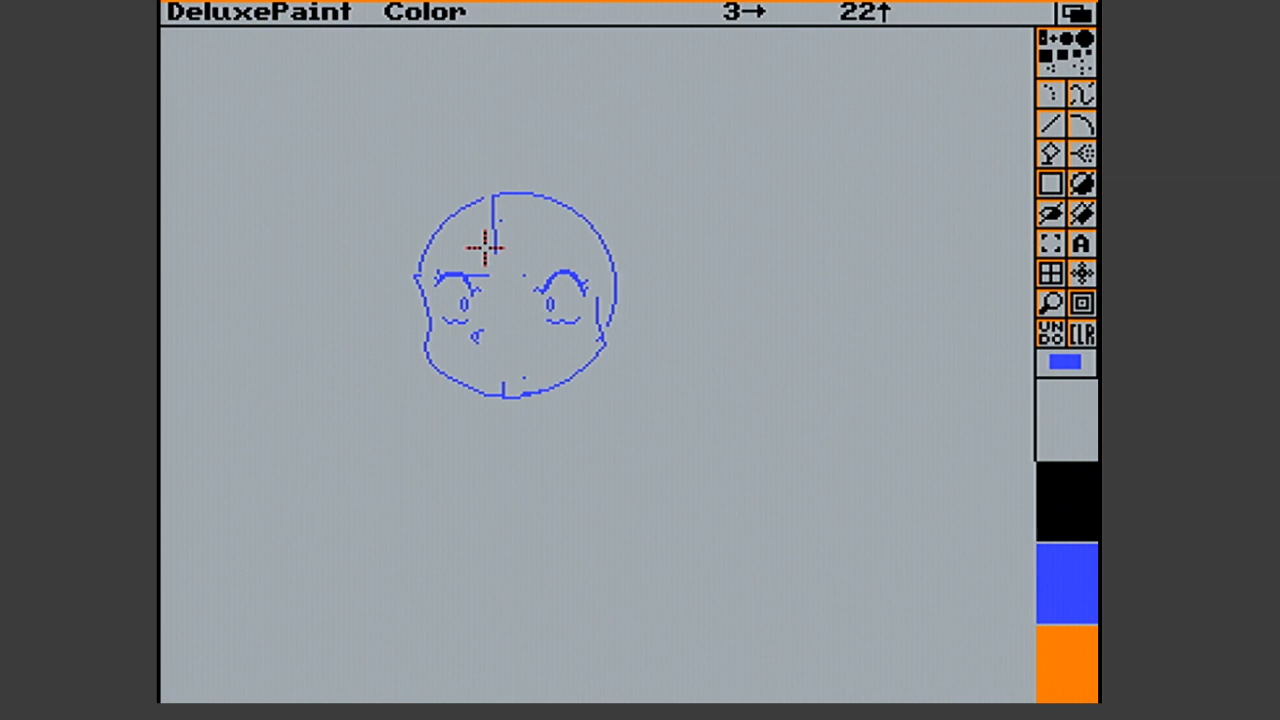 DeluxePaint Color 3→ 22↑
A
UN CLR
DO